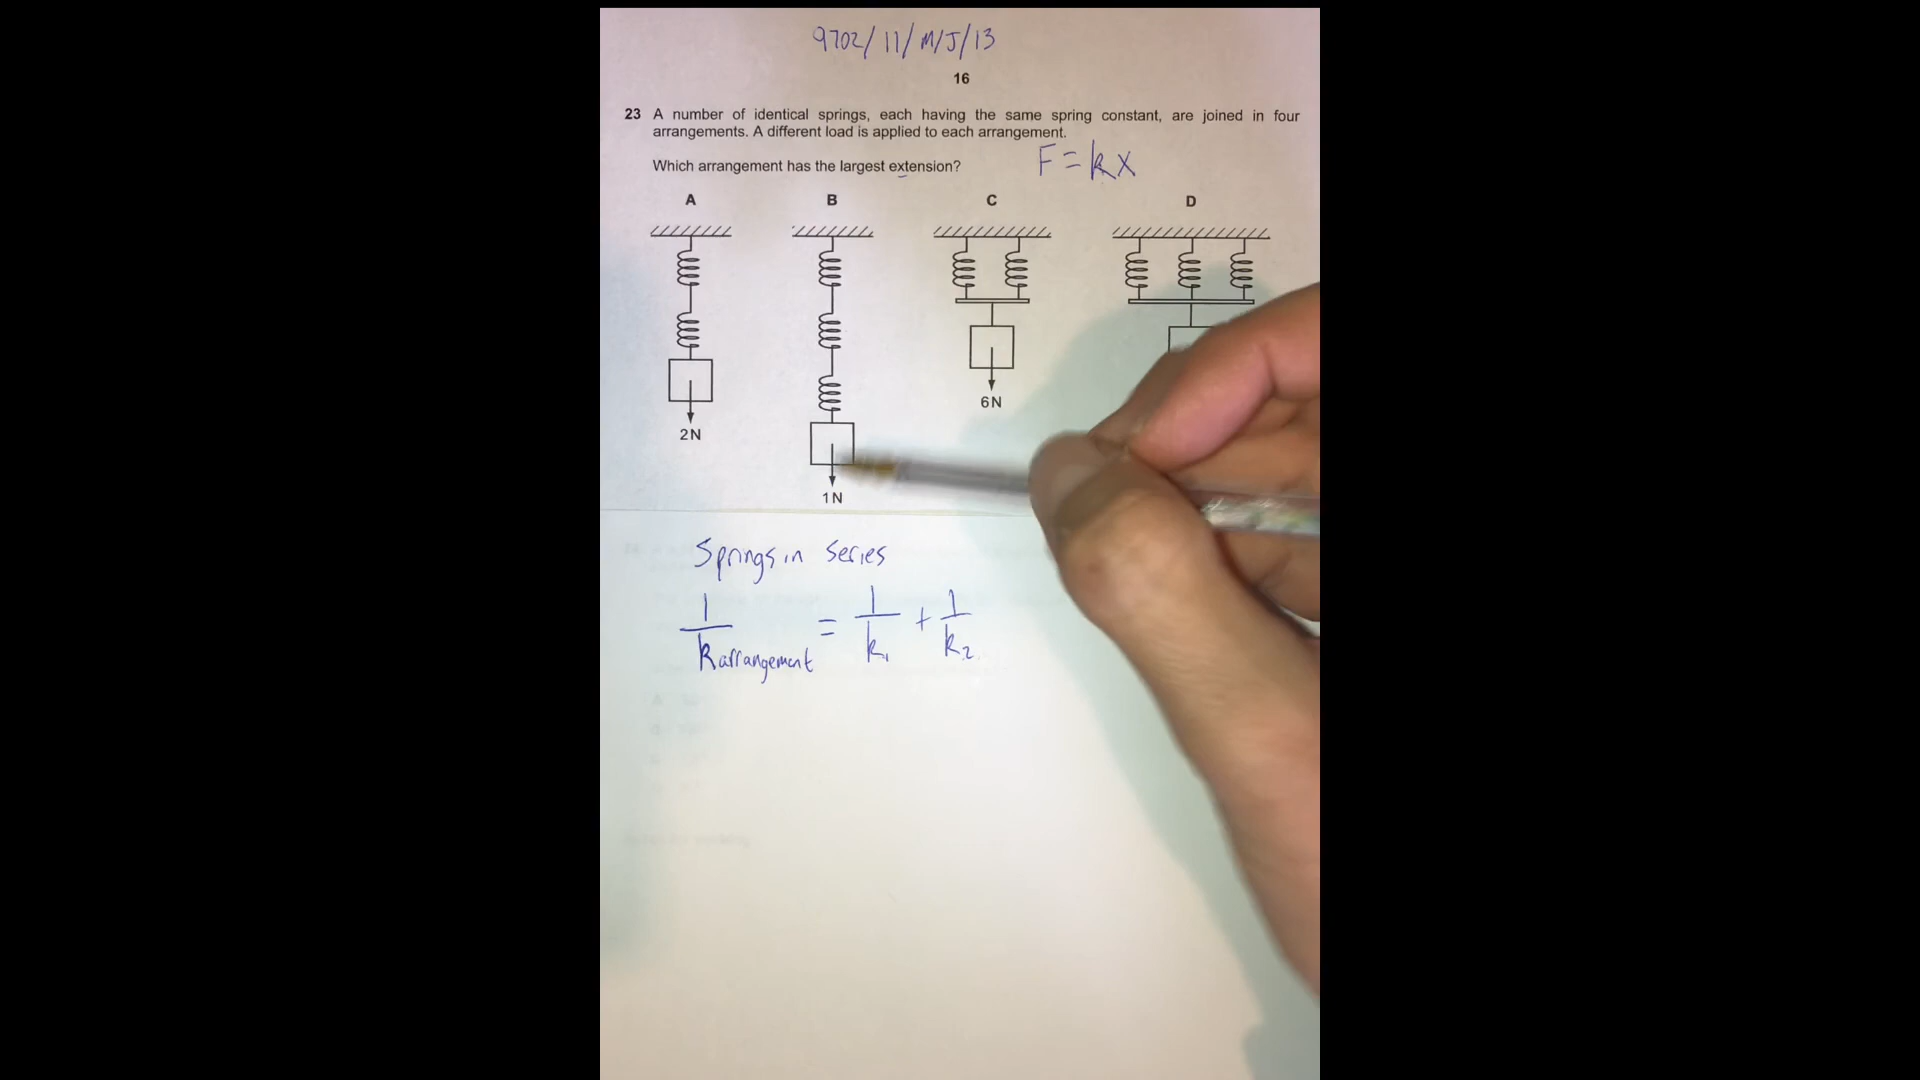 9702/11/M/J/13
16
23 A number of identical springs, each having the same spring constant, are joined in four
arrangements. A different load is applied to each arrangement.
Which arrangement has the largest extension?
F = kx
A B C D
6N
2N
1N
Springs in series
1/k arrangement = 1/k₁ + 1/k₂